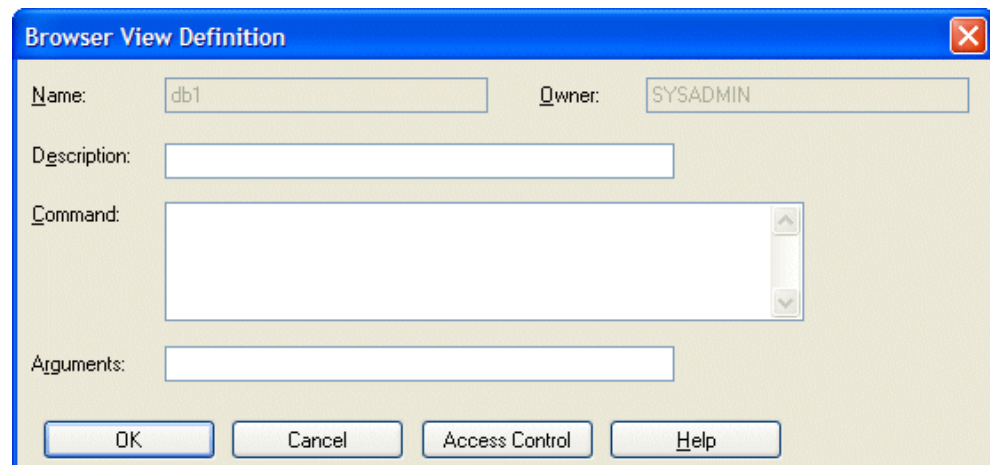 Browser View Definition
Name: db1 Owner: SYSADMIN
Description:
Command:
Arguments:
OK Cancel Access Control Help